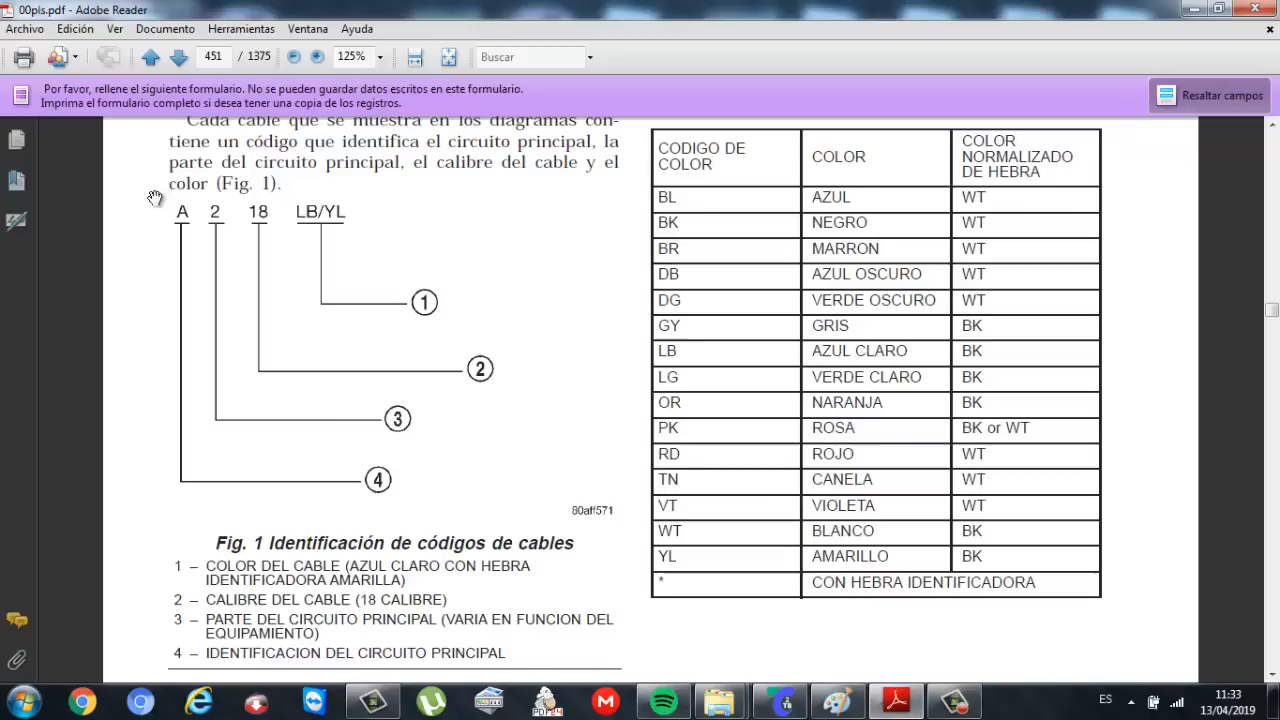 00pls.pdf - Adobe Reader
Archivo Edición Ver Documento Herramientas Ventana Ayuda
451 / 1375 125% Buscar
Por favor, rellene el siguiente formulario. No se pueden guardar datos escritos en este formulario.
Imprima el formulario completo si desea tener una copia de los registros.
Resaltar campos
Cada cable que se muestra en los diagramas con-
tiene un código que identifica el circuito principal, la
parte del circuito principal, el calibre del cable y el
color (Fig. 1).
A 2 18 LB/YL
1
2
3
4
80aff571
Fig. 1 Identificación de códigos de cables
1 – COLOR DEL CABLE (AZUL CLARO CON HEBRA
IDENTIFICADORA AMARILLA)
2 – CALIBRE DEL CABLE (18 CALIBRE)
3 – PARTE DEL CIRCUITO PRINCIPAL (VARIA EN FUNCION DEL
EQUIPAMIENTO)
4 – IDENTIFICACION DEL CIRCUITO PRINCIPAL
CODIGO DE
COLOR
COLOR
COLOR
NORMALIZADO
DE HEBRA
BL AZUL WT
BK NEGRO WT
BR MARRON WT
DB AZUL OSCURO WT
DG VERDE OSCURO WT
GY GRIS BK
LB AZUL CLARO BK
LG VERDE CLARO BK
OR NARANJA BK
PK ROSA BK or WT
RD ROJO WT
TN CANELA WT
VT VIOLETA WT
WT BLANCO BK
YL AMARILLO BK
* CON HEBRA IDENTIFICADORA
ES
11:33
13/04/2019